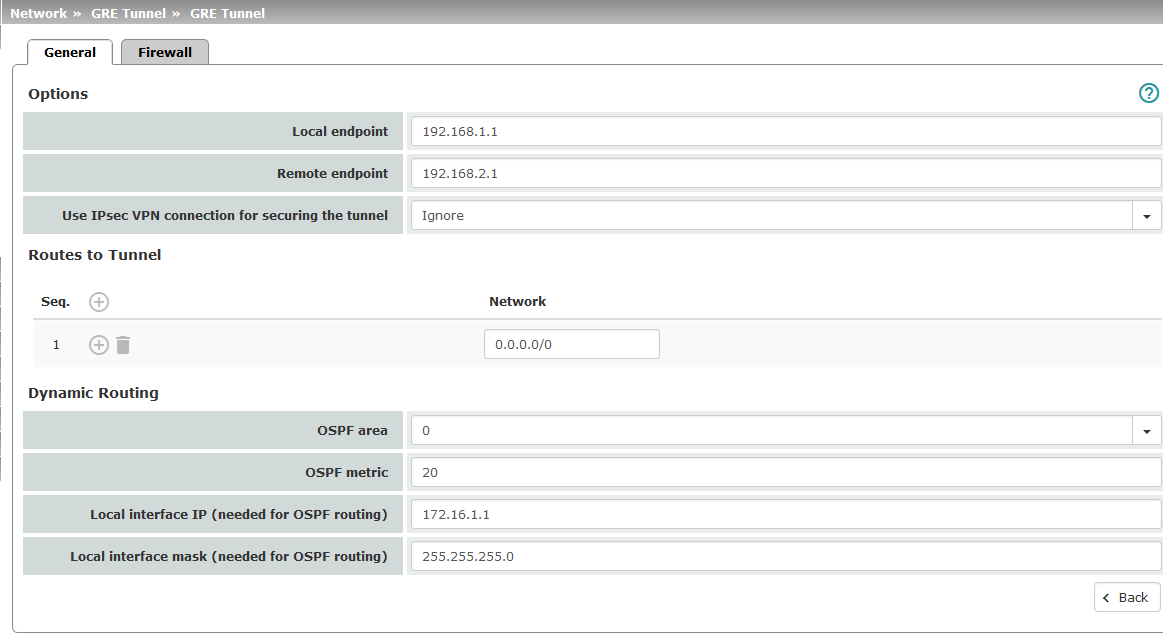 Network » GRE Tunnel » GRE Tunnel
General Firewall
Options ?
Local endpoint 192.168.1.1
Remote endpoint 192.168.2.1
Use IPsec VPN connection for securing the tunnel Ignore
Routes to Tunnel
Seq. Network
1 0.0.0.0/0
Dynamic Routing
OSPF area 0
OSPF metric 20
Local interface IP (needed for OSPF routing) 172.16.1.1
Local interface mask (needed for OSPF routing) 255.255.255.0
Back